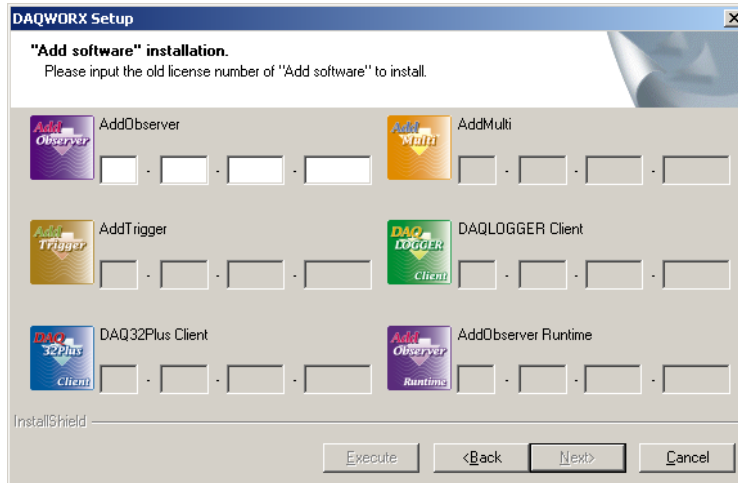 DAQWORX Setup
"Add software" installation.
Please input the old license number of "Add software" to install.
Add Observer
AddObserver
- - -
Add Multi
AddMulti
- - -
Add Trigger
AddTrigger
- - -
DAQ LOGGER Client
DAQLOGGER Client
- - -
DAQ 32Plus Client
DAQ32Plus Client
- - -
Add Observer Runtime
AddObserver Runtime
- - -
InstallShield
Execute
<Back
Next>
Cancel